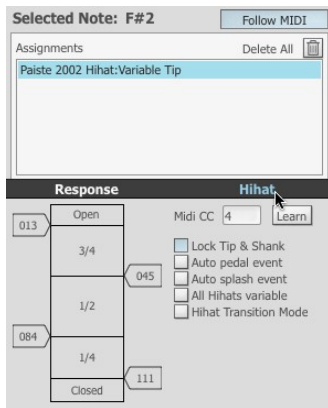 Selected Note: F#2
Follow MIDI
Assignments
Delete All
Paiste 2002 Hihat:Variable Tip
Response
Hihat
Open
013
3/4
045
1/2
084
1/4
111
Closed
Midi CC 4 Learn
Lock Tip & Shank
Auto pedal event
Auto splash event
All Hihats variable
Hihat Transition Mode